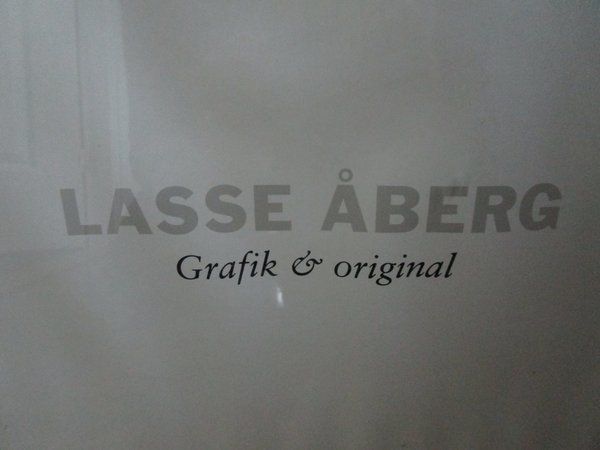 LASSE ÅBERG
Grafik & original